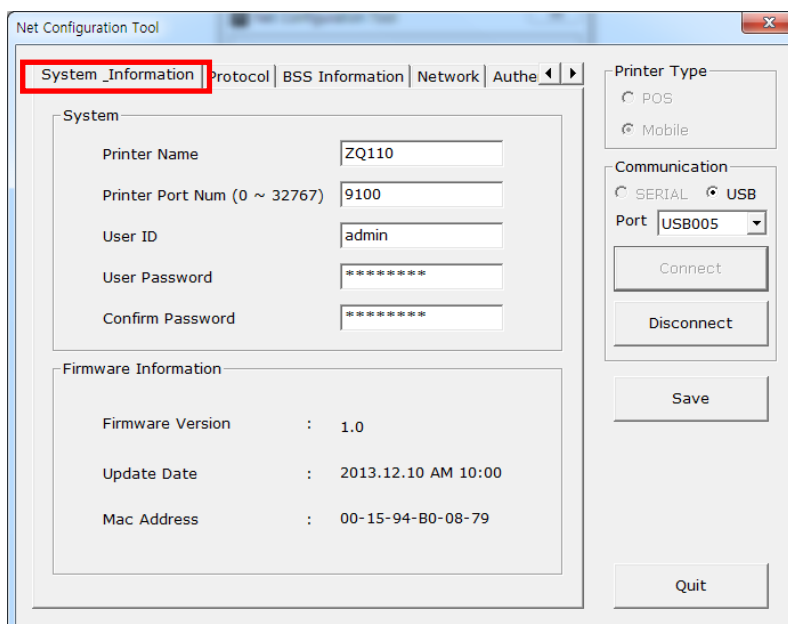 Net Configuration Tool
Net Configuration Tool
System _Information
Protocol
BSS Information
Network
Authe
System
Printer Name
ZQ110
Printer Port Num (0 ~ 32767)
9100
User ID
admin
User Password
********
Confirm Password
********
Firmware Information
Firmware Version : 1.0
Update Date : 2013.12.10 AM 10:00
Mac Address : 00-15-94-B0-08-79
Printer Type
POS
Mobile
Communication
SERIAL
USB
Port
USB005
Connect
Disconnect
Save
Quit